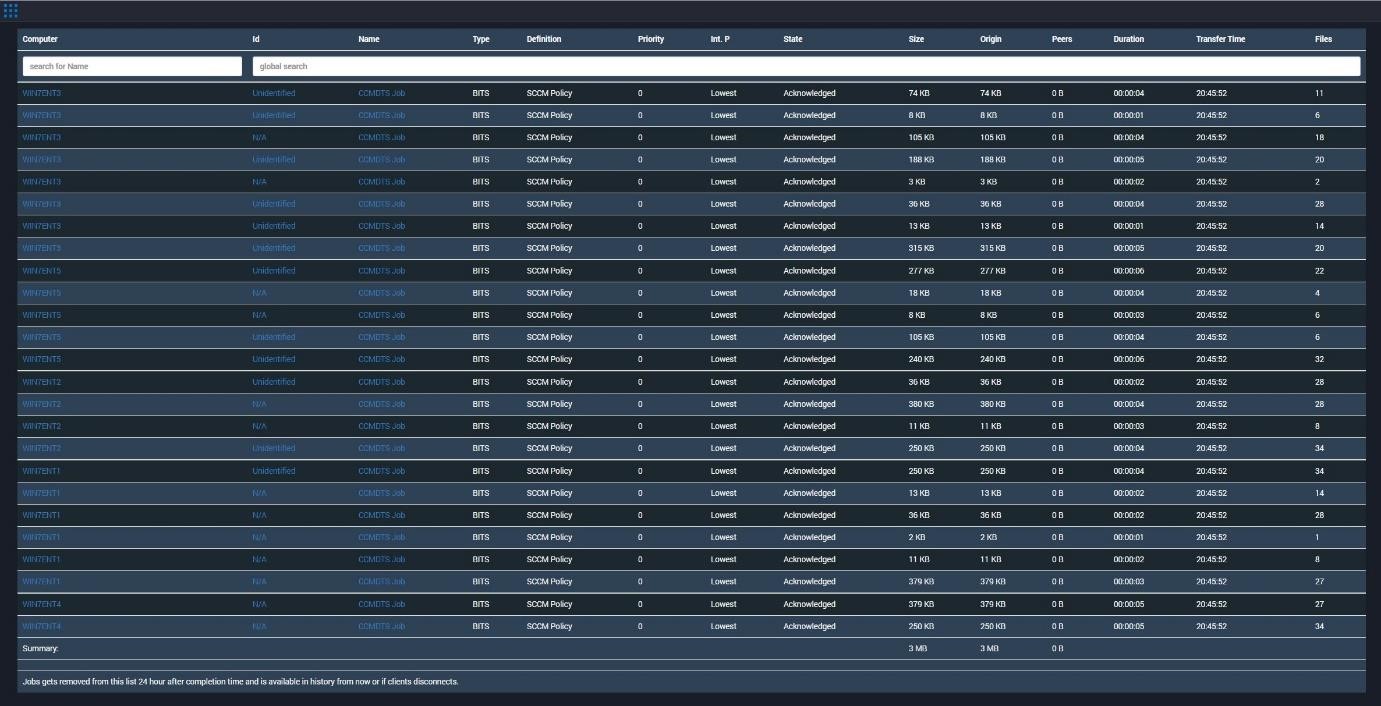 Computer Id Name Type Definition Priority Int. P State Size Origin Peers Duration Transfer Time Files
search for Name global search
WIN7ENT3 Unidentified CCMDTS Job BITS SCCM Policy 0 Lowest Acknowledged 74 KB 74 KB 0 B 00:00:04 20:45:52 11
WIN7ENT3 Unidentified CCMDTS Job BITS SCCM Policy 0 Lowest Acknowledged 8 KB 8 KB 0 B 00:00:01 20:45:52 6
WIN7ENT3 N/A CCMDTS Job BITS SCCM Policy 0 Lowest Acknowledged 105 KB 105 KB 0 B 00:00:04 20:45:52 18
WIN7ENT3 Unidentified CCMDTS Job BITS SCCM Policy 0 Lowest Acknowledged 188 KB 188 KB 0 B 00:00:05 20:45:52 20
WIN7ENT3 N/A CCMDTS Job BITS SCCM Policy 0 Lowest Acknowledged 3 KB 3 KB 0 B 00:00:02 20:45:52 2
WIN7ENT3 Unidentified CCMDTS Job BITS SCCM Policy 0 Lowest Acknowledged 36 KB 36 KB 0 B 00:00:04 20:45:52 28
WIN7ENT3 Unidentified CCMDTS Job BITS SCCM Policy 0 Lowest Acknowledged 13 KB 13 KB 0 B 00:00:01 20:45:52 14
WIN7ENT3 Unidentified CCMDTS Job BITS SCCM Policy 0 Lowest Acknowledged 315 KB 315 KB 0 B 00:00:05 20:45:52 20
WIN7ENT5 Unidentified CCMDTS Job BITS SCCM Policy 0 Lowest Acknowledged 277 KB 277 KB 0 B 00:00:06 20:45:52 22
WIN7ENT5 N/A CCMDTS Job BITS SCCM Policy 0 Lowest Acknowledged 18 KB 18 KB 0 B 00:00:04 20:45:52 4
WIN7ENT5 N/A CCMDTS Job BITS SCCM Policy 0 Lowest Acknowledged 8 KB 8 KB 0 B 00:00:03 20:45:52 6
WIN7ENT5 Unidentified CCMDTS Job BITS SCCM Policy 0 Lowest Acknowledged 105 KB 105 KB 0 B 00:00:04 20:45:52 6
WIN7ENT5 Unidentified CCMDTS Job BITS SCCM Policy 0 Lowest Acknowledged 240 KB 240 KB 0 B 00:00:06 20:45:52 32
WIN7ENT2 Unidentified CCMDTS Job BITS SCCM Policy 0 Lowest Acknowledged 36 KB 36 KB 0 B 00:00:02 20:45:52 28
WIN7ENT2 N/A CCMDTS Job BITS SCCM Policy 0 Lowest Acknowledged 380 KB 380 KB 0 B 00:00:04 20:45:52 28
WIN7ENT2 N/A CCMDTS Job BITS SCCM Policy 0 Lowest Acknowledged 11 KB 11 KB 0 B 00:00:03 20:45:52 8
WIN7ENT2 Unidentified CCMDTS Job BITS SCCM Policy 0 Lowest Acknowledged 250 KB 250 KB 0 B 00:00:04 20:45:52 34
WIN7ENT1 Unidentified CCMDTS Job BITS SCCM Policy 0 Lowest Acknowledged 250 KB 250 KB 0 B 00:00:04 20:45:52 34
WIN7ENT1 N/A CCMDTS Job BITS SCCM Policy 0 Lowest Acknowledged 13 KB 13 KB 0 B 00:00:02 20:45:52 14
WIN7ENT1 N/A CCMDTS Job BITS SCCM Policy 0 Lowest Acknowledged 36 KB 36 KB 0 B 00:00:02 20:45:52 28
WIN7ENT1 N/A CCMDTS Job BITS SCCM Policy 0 Lowest Acknowledged 2 KB 2 KB 0 B 00:00:01 20:45:52 1
WIN7ENT1 N/A CCMDTS Job BITS SCCM Policy 0 Lowest Acknowledged 11 KB 11 KB 0 B 00:00:02 20:45:52 8
WIN7ENT1 N/A CCMDTS Job BITS SCCM Policy 0 Lowest Acknowledged 379 KB 379 KB 0 B 00:00:03 20:45:52 27
WIN7ENT4 N/A CCMDTS Job BITS SCCM Policy 0 Lowest Acknowledged 379 KB 379 KB 0 B 00:00:05 20:45:52 27
WIN7ENT4 N/A CCMDTS Job BITS SCCM Policy 0 Lowest Acknowledged 250 KB 250 KB 0 B 00:00:05 20:45:52 34
Summary: 3 MB 3 MB 0 B
Jobs gets removed from this list 24 hour after completion time and is available in history from now or if clients disconnects.